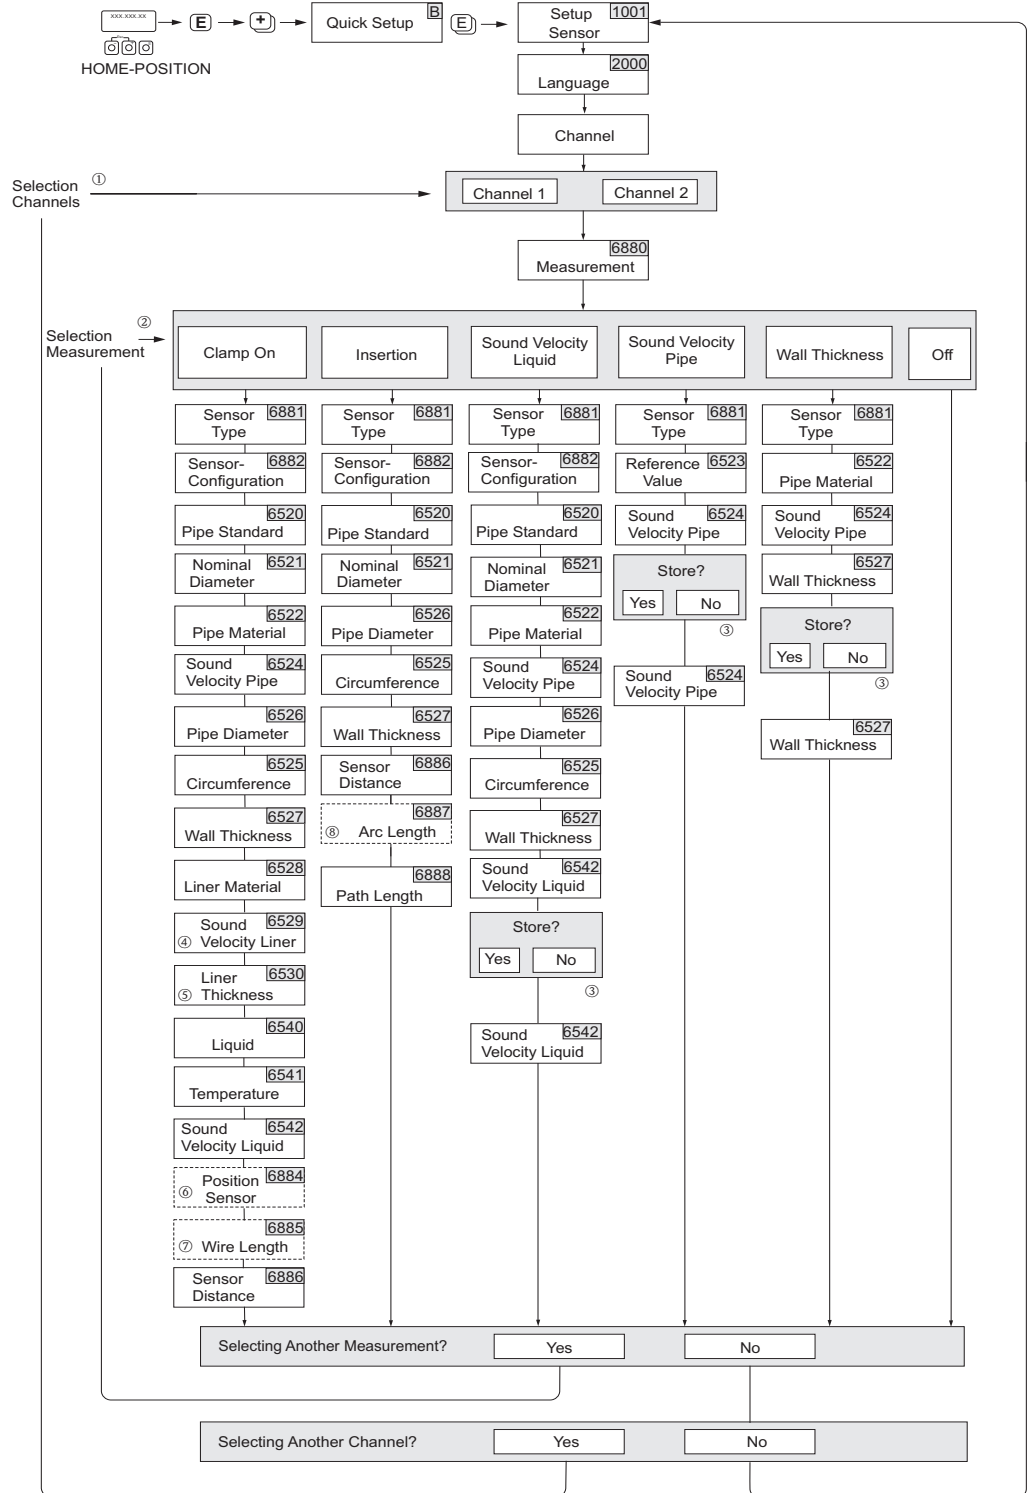 xxx.xxx.xx
E
+
Quick Setup
B
E
Setup
Sensor
1001
HOME-POSITION
2000
Language
Channel
Selection
Channels
①
Channel 1
Channel 2
6880
Measurement
Selection
Measurement
②
Clamp On
Insertion
Sound Velocity
Liquid
Sound Velocity
Pipe
Wall Thickness
Off
Sensor
Type
6881
Sensor-
Configuration
6882
6520
Pipe Standard
Nominal
Diameter
6521
6522
Pipe Material
Sound
Velocity Pipe
6524
6526
Pipe Diameter
6525
Circumference
6527
Wall Thickness
6528
Liner Material
④
Sound
Velocity Liner
6529
⑤
Liner
Thickness
6530
6540
Liquid
6541
Temperature
Sound
Velocity Liquid
6542
⑥
Position
Sensor
6884
6885
⑦ Wire Length
Sensor
Distance
6886
Sensor
Type
6881
Sensor-
Configuration
6882
6520
Pipe Standard
Nominal
Diameter
6521
6526
Pipe Diameter
6525
Circumference
6527
Wall Thickness
Sensor
Distance
6886
6887
⑧ Arc Length
6888
Path Length
Sensor
Type
6881
Sensor-
Configuration
6882
6520
Pipe Standard
Nominal
Diameter
6521
6522
Pipe Material
Sound
Velocity Pipe
6524
6526
Pipe Diameter
6525
Circumference
6527
Wall Thickness
Sound
Velocity Liquid
6542
Store?
Yes
No
③
Sound
Velocity Liquid
6542
Sensor
Type
6881
Reference
Value
6523
Sound
Velocity Pipe
6524
Store?
Yes
No
③
Sound
Velocity Pipe
6524
Sensor
Type
6881
6522
Pipe Material
Sound
Velocity Pipe
6524
6527
Wall Thickness
Store?
Yes
No
③
6527
Wall Thickness
Selecting Another Measurement?
Yes
No
Selecting Another Channel?
Yes
No